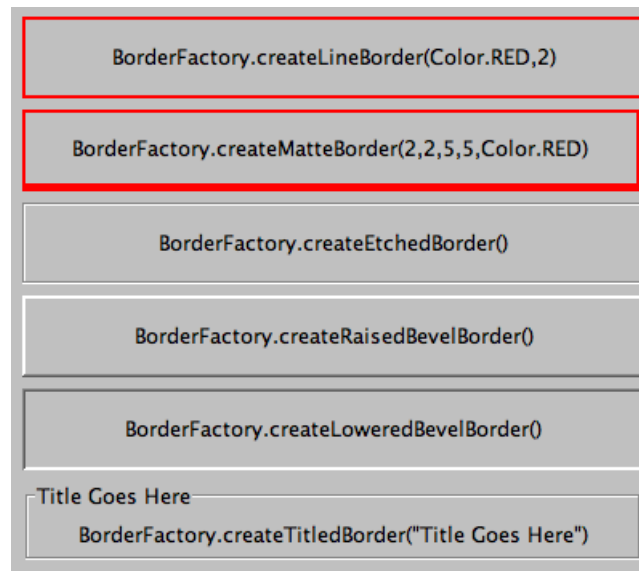 BorderFactory.createLineBorder(Color.RED,2)
BorderFactory.createMatteBorder(2,2,5,5,Color.RED)
BorderFactory.createEtchedBorder()
BorderFactory.createRaisedBevelBorder()
BorderFactory.createLoweredBevelBorder()
Title Goes Here
BorderFactory.createTitledBorder("Title Goes Here")